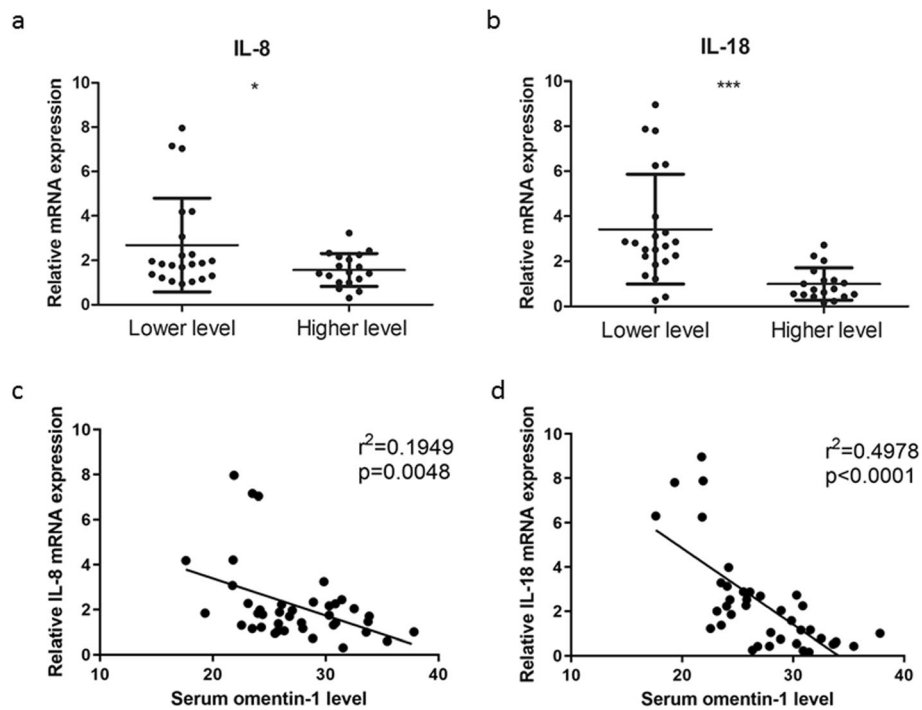 a
IL-8
*
Relative mRNA expression
10
8
6
4
2
0
Lower level
Higher level
b
IL-18
***
Relative mRNA expression
10
8
6
4
2
0
Lower level
Higher level
c
r²=0.1949
p=0.0048
Relative IL-8 mRNA expression
10
8
6
4
2
0
10
20
30
40
Serum omentin-1 level
d
r²=0.4978
p<0.0001
Relative IL-18 mRNA expression
10
8
6
4
2
0
10
20
30
40
Serum omentin-1 level